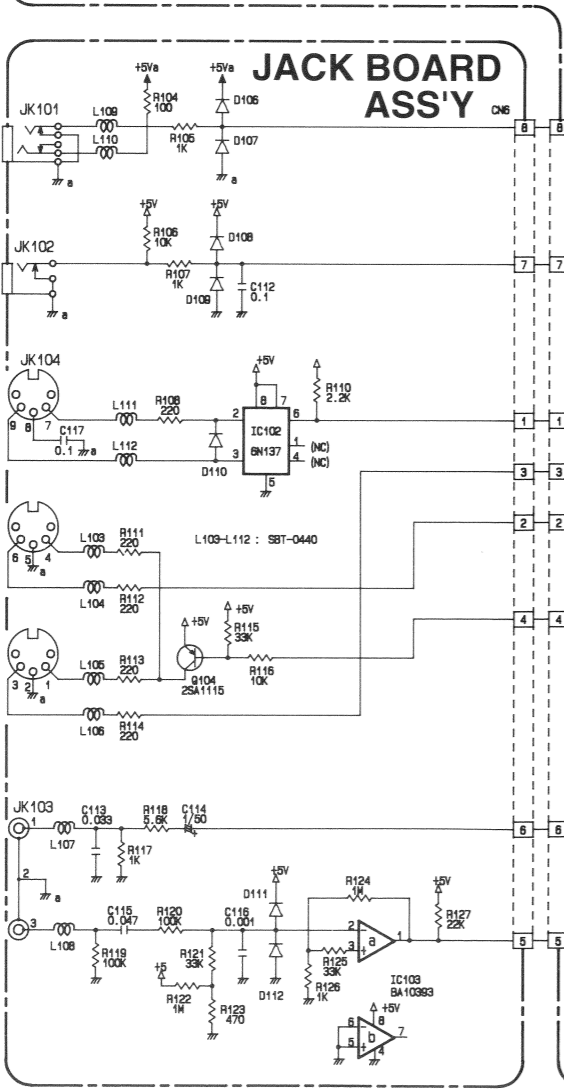 JACK BOARD
ASS'Y
CN6
+5Va
+5Va
JK101
L109
L110
R104
100
R105
1K
D106
D107
a
a
8
8
+5V
+5V
JK102
R106
10K
R107
1K
D108
D109
C112
0.1
a
7
7
JK104
9 8 7
C117
0.1
a
L111
L112
R108
220
D110
+5V
8 7
2
3
6
1
4
5
IC102
6N137
(NC)
(NC)
R110
2.2K
1
1
3
3
2
2
6 5 4
a
L103
R111
220
L104
R112
220
L103-L112 : SBT-0440
+5V
+5V
R115
33K
4
4
3 2 1
a
L105
R113
220
Q104
2SA1115
R116
10K
L106
R114
220
JK103
1
L107
C113
0.033
R117
1K
R118
5.6K
C114
1/50
+
6
6
2
a
3
L108
R119
100K
C115
0.047
R120
100K
C116
0.001
R121
33K
+5
R122
1M
R123
470
D111
+5V
D112
R124
1M
2
3
-
+
a
1
R125
33K
R126
1K
+5V
R127
22K
5
5
IC103
BA10393
+5V
6
5
-
+
b
8
4
7